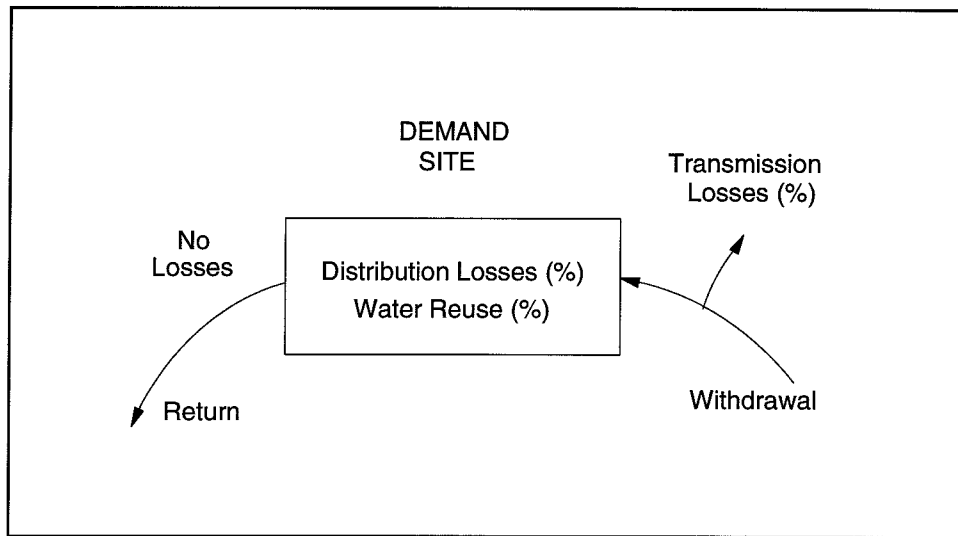 DEMAND
SITE
Transmission
Losses (%)
No
Losses
Distribution Losses (%)
Water Reuse (%)
Return
Withdrawal